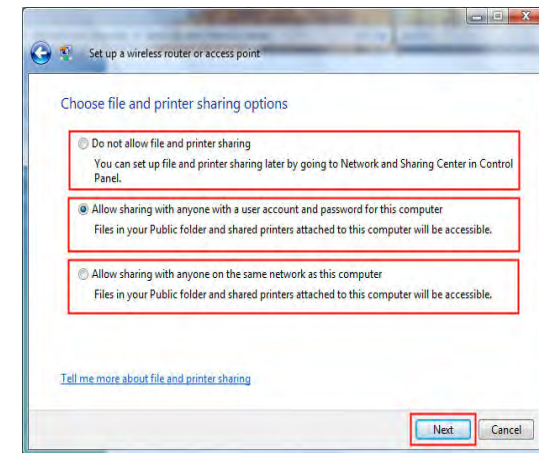 Set up a wireless router or access point
Choose file and printer sharing options
Do not allow file and printer sharing
You can set up file and printer sharing later by going to Network and Sharing Center in Control
Panel.
Allow sharing with anyone with a user account and password for this computer
Files in your Public folder and shared printers attached to this computer will be accessible.
Allow sharing with anyone on the same network as this computer
Files in your Public folder and shared printers attached to this computer will be accessible.
Tell me more about file and printer sharing
Next
Cancel